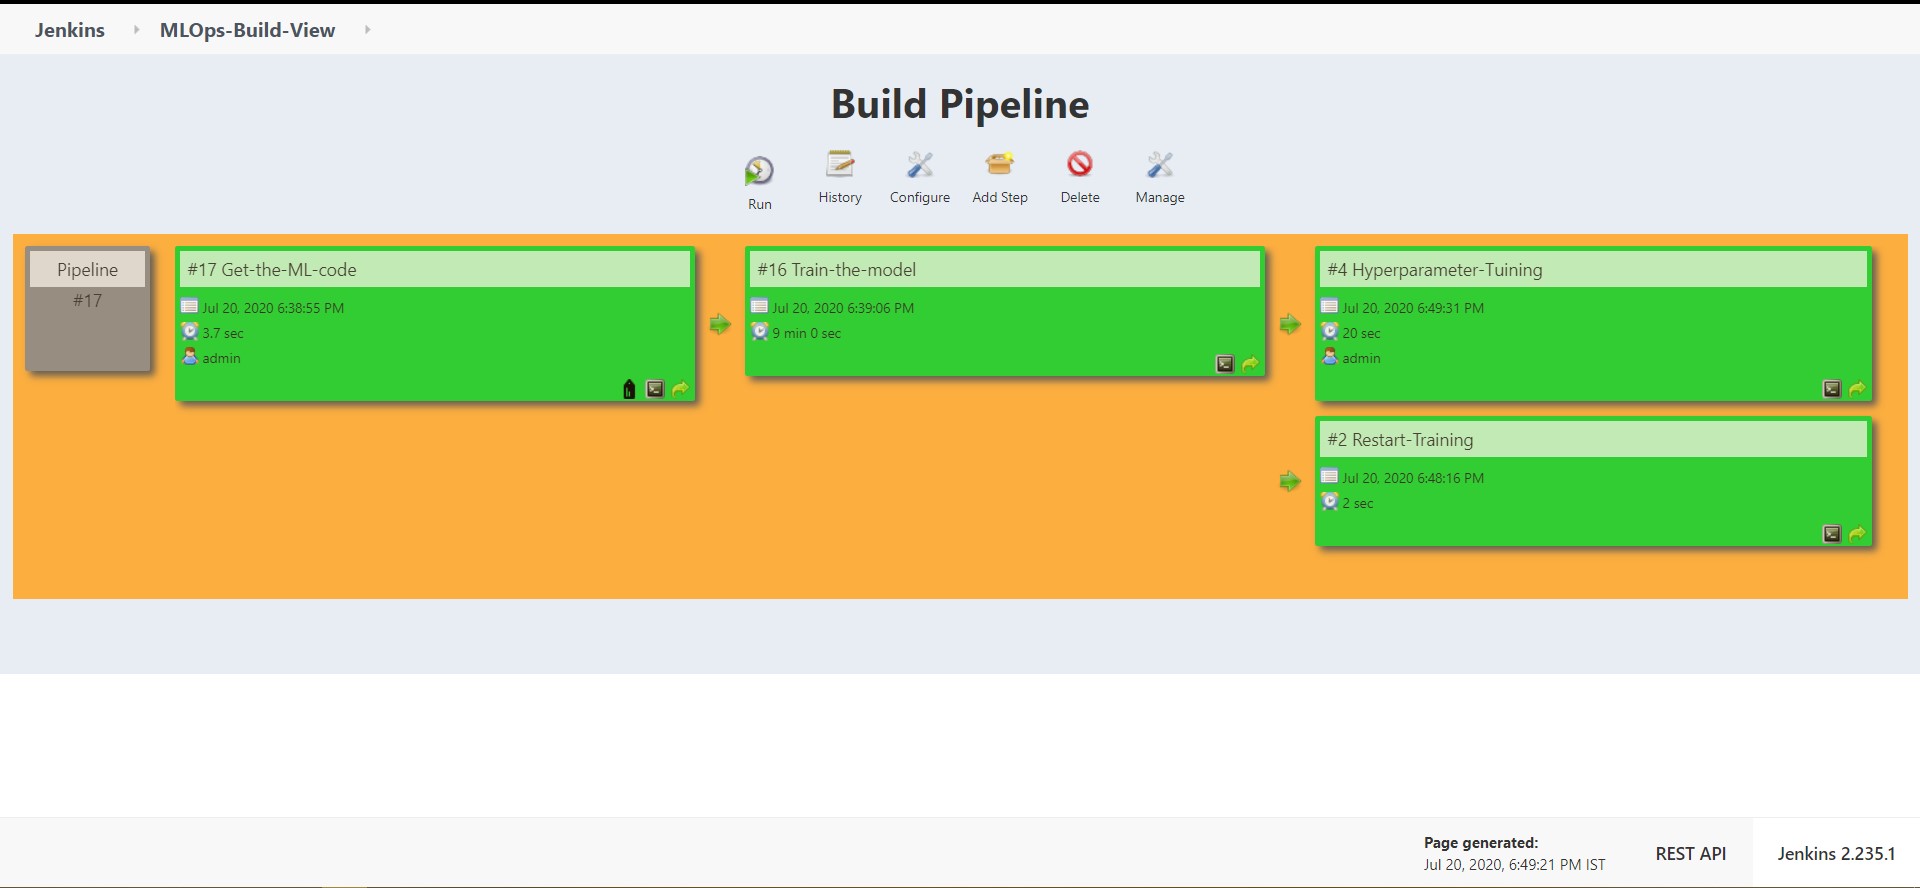 Jenkins
MLOps-Build-View
Build Pipeline
Run
History
Configure
Add Step
Delete
Manage
Pipeline
#17
#17 Get-the-ML-code
Jul 20, 2020 6:38:55 PM
3.7 sec
admin
#16 Train-the-model
Jul 20, 2020 6:39:06 PM
9 min 0 sec
#4 Hyperparameter-Tuining
Jul 20, 2020 6:49:31 PM
20 sec
admin
#2 Restart-Training
Jul 20, 2020 6:48:16 PM
2 sec
Page generated:
Jul 20, 2020, 6:49:21 PM IST
REST API
Jenkins 2.235.1